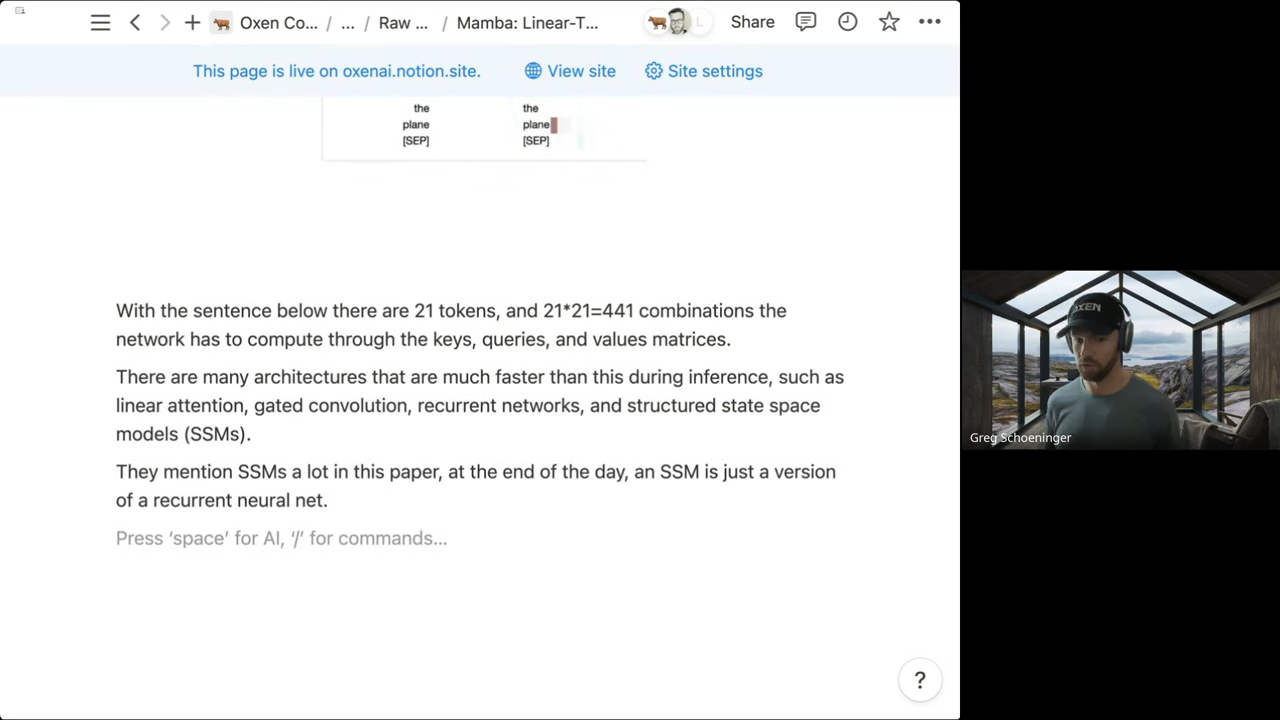 Oxen Co... / ... / Raw ... / Mamba: Linear-T... L Share
This page is live on oxenai.notion.site. View site Site settings
the the
plane plane
[SEP] [SEP]
With the sentence below there are 21 tokens, and 21*21=441 combinations the
network has to compute through the keys, queries, and values matrices.
There are many architectures that are much faster than this during inference, such as
linear attention, gated convolution, recurrent networks, and structured state space
models (SSMs).
They mention SSMs a lot in this paper, at the end of the day, an SSM is just a version
of a recurrent neural net.
Press ‘space’ for AI, ‘/’ for commands...
?
OXEN
Greg Schoeninger